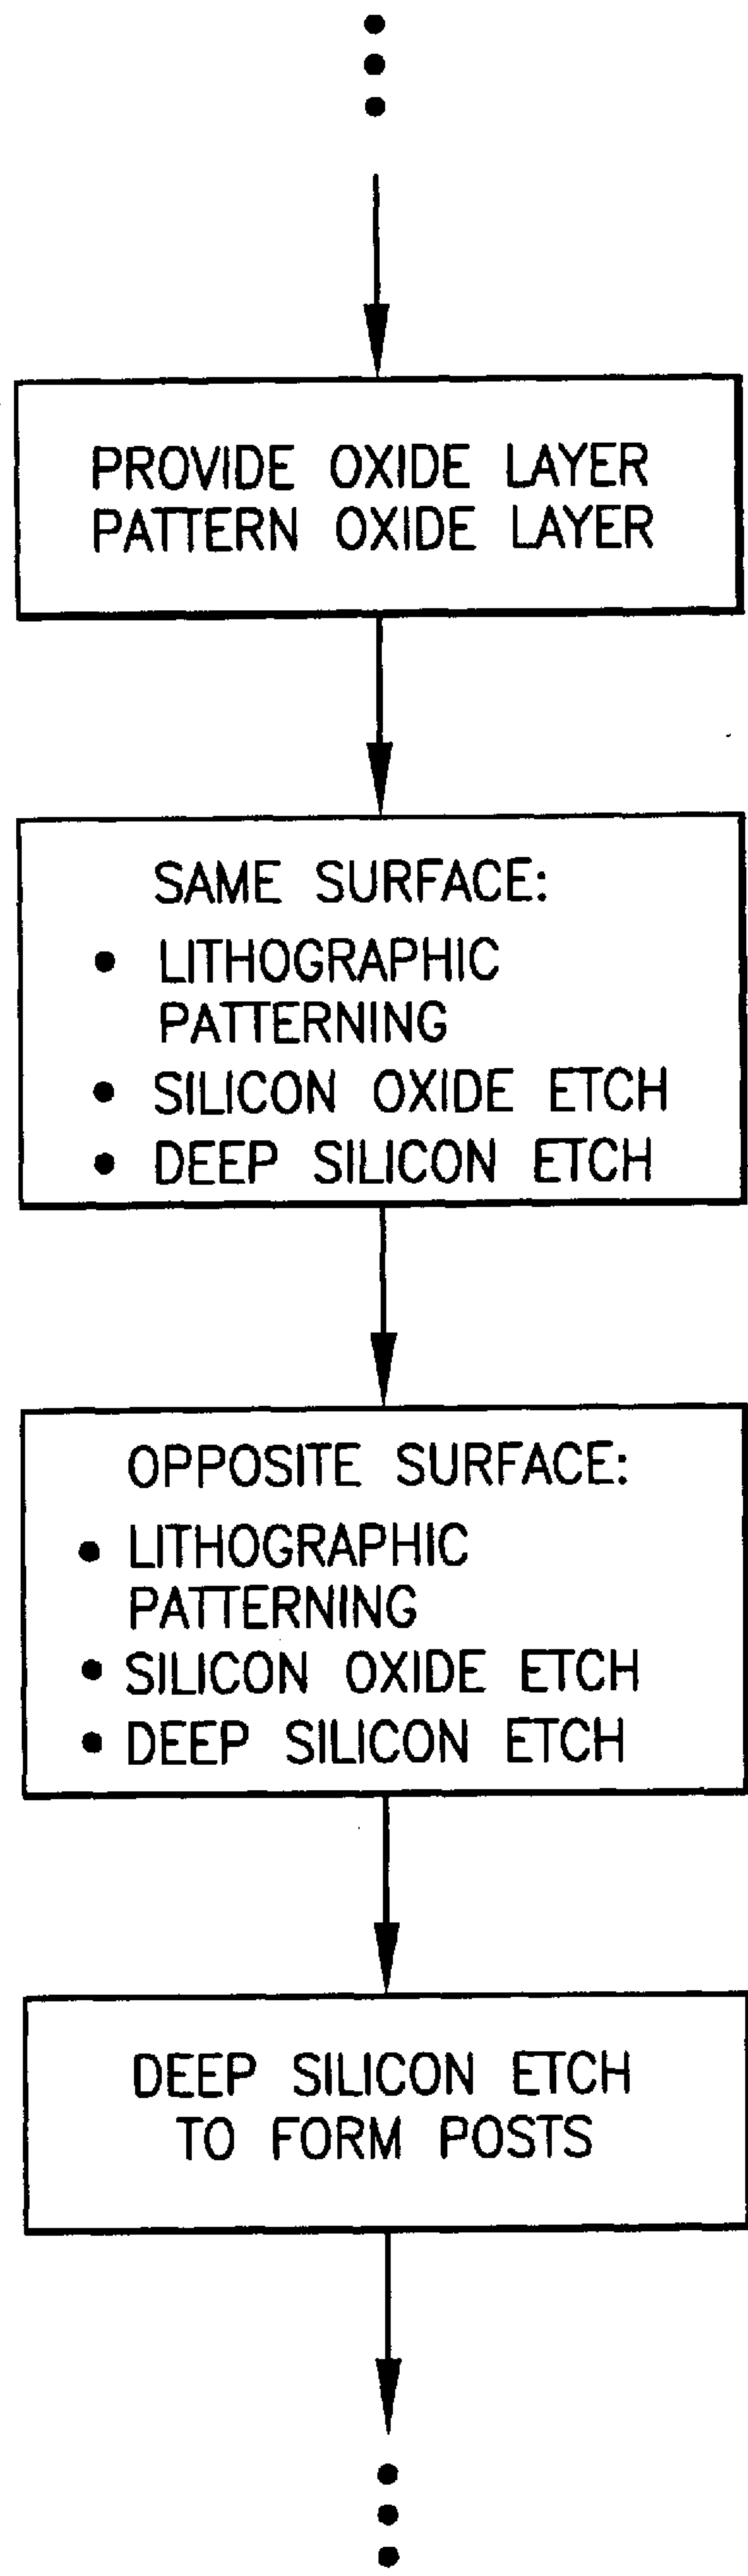 PROVIDE OXIDE LAYER
PATTERN OXIDE LAYER
SAME SURFACE:
• LITHOGRAPHIC
PATTERNING
• SILICON OXIDE ETCH
• DEEP SILICON ETCH
OPPOSITE SURFACE:
• LITHOGRAPHIC
PATTERNING
• SILICON OXIDE ETCH
• DEEP SILICON ETCH
DEEP SILICON ETCH
TO FORM POSTS